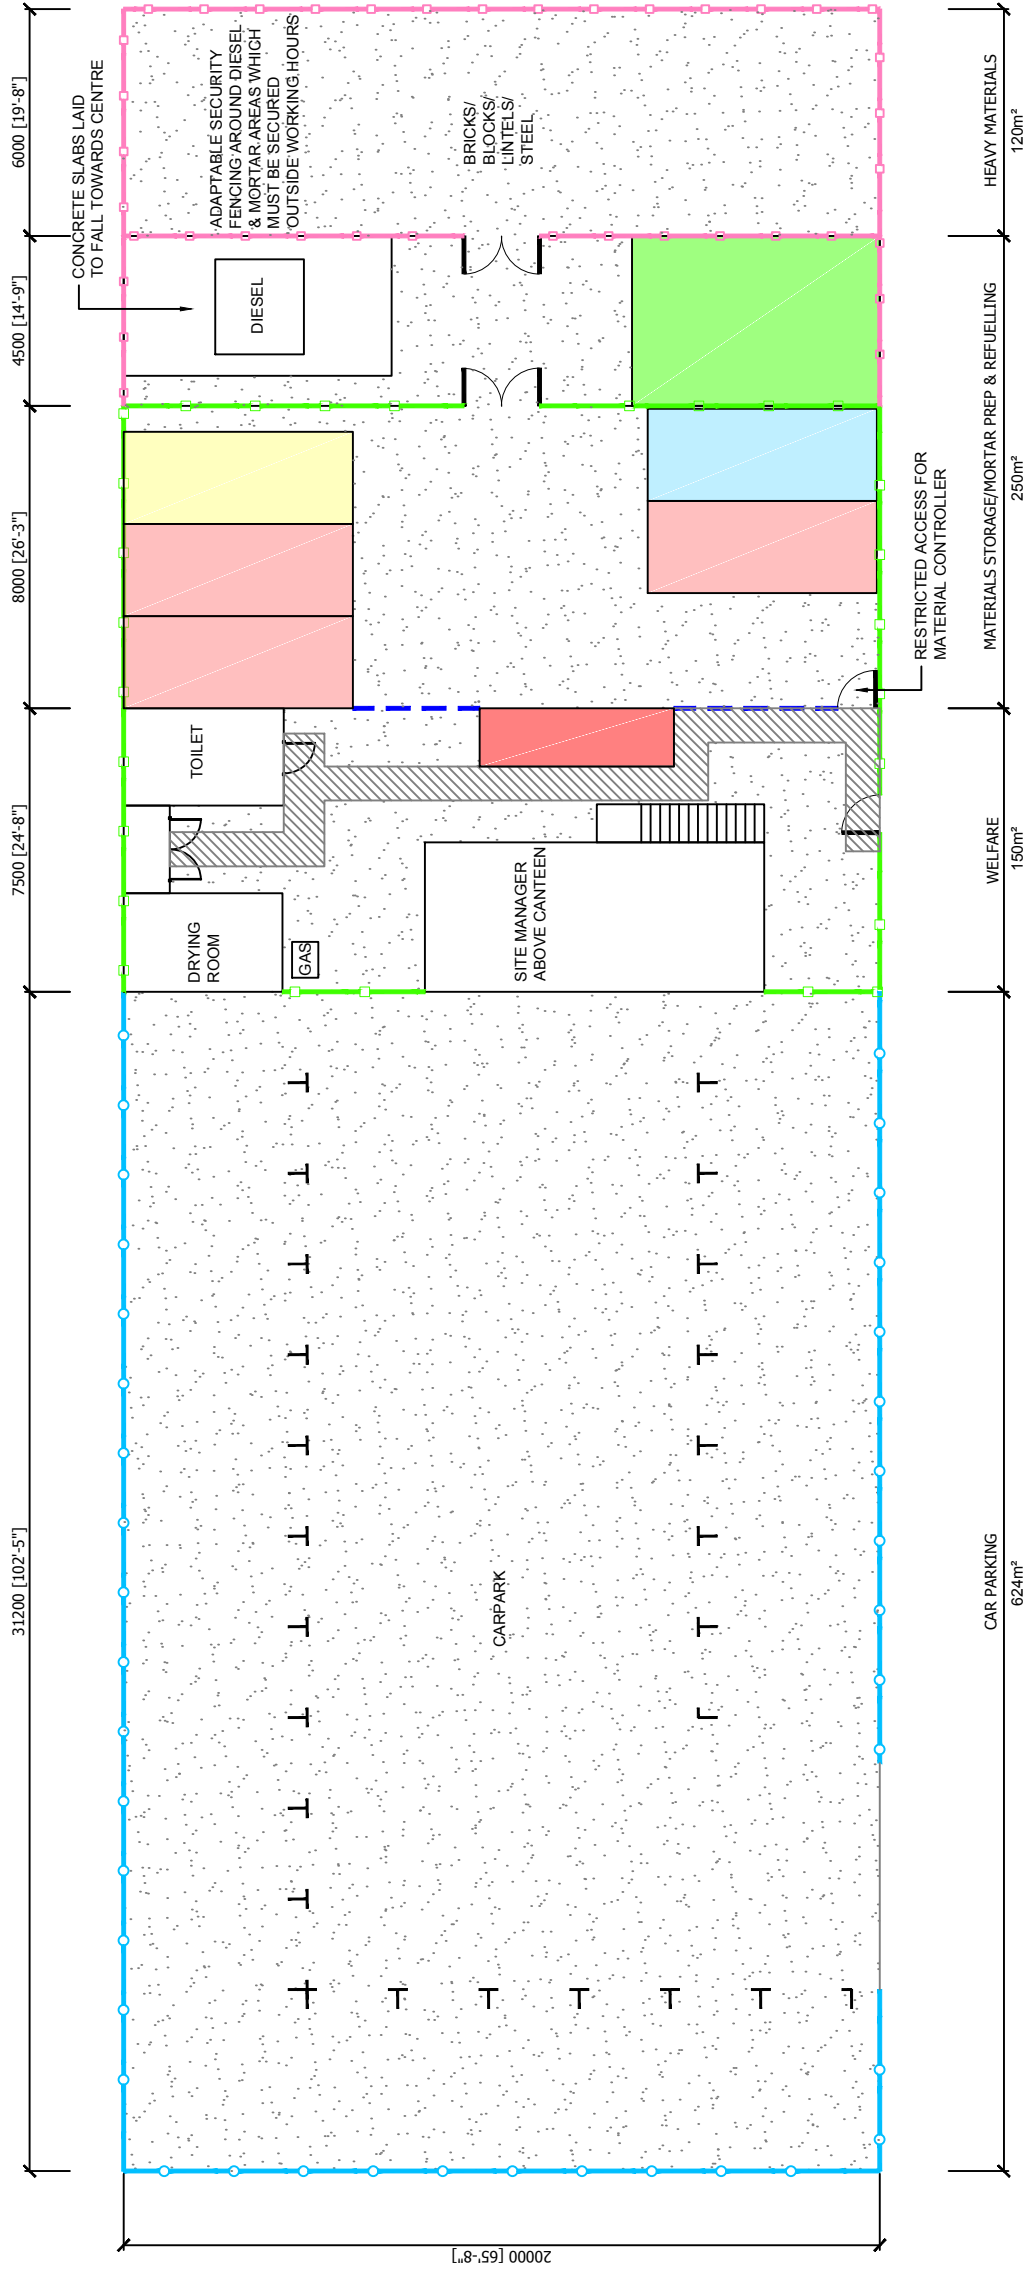 31200 [102'-5"]
7500 [24'-8"]
8000 [26'-3"]
4500 [14'-9"]
6000 [19'-8"]
CONCRETE SLABS LAID
TO FALL TOWARDS CENTRE
ADAPTABLE SECURITY
FENCING AROUND DIESEL
& MORTAR AREAS WHICH
MUST BE SECURED
OUTSIDE WORKING HOURS
DIESEL
BRICKS/
BLOCKS/
LINTELS/
STEEL
TOILET
DRYING
ROOM
GAS
SITE MANAGER
ABOVE CANTEEN
CARPARK
RESTRICTED ACCESS FOR
MATERIAL CONTROLLER
20000 [65'-8"]
CAR PARKING
624m²
WELFARE
150m²
MATERIALS STORAGE/MORTAR PREP & REFUELLING
250m²
HEAVY MATERIALS
120m²